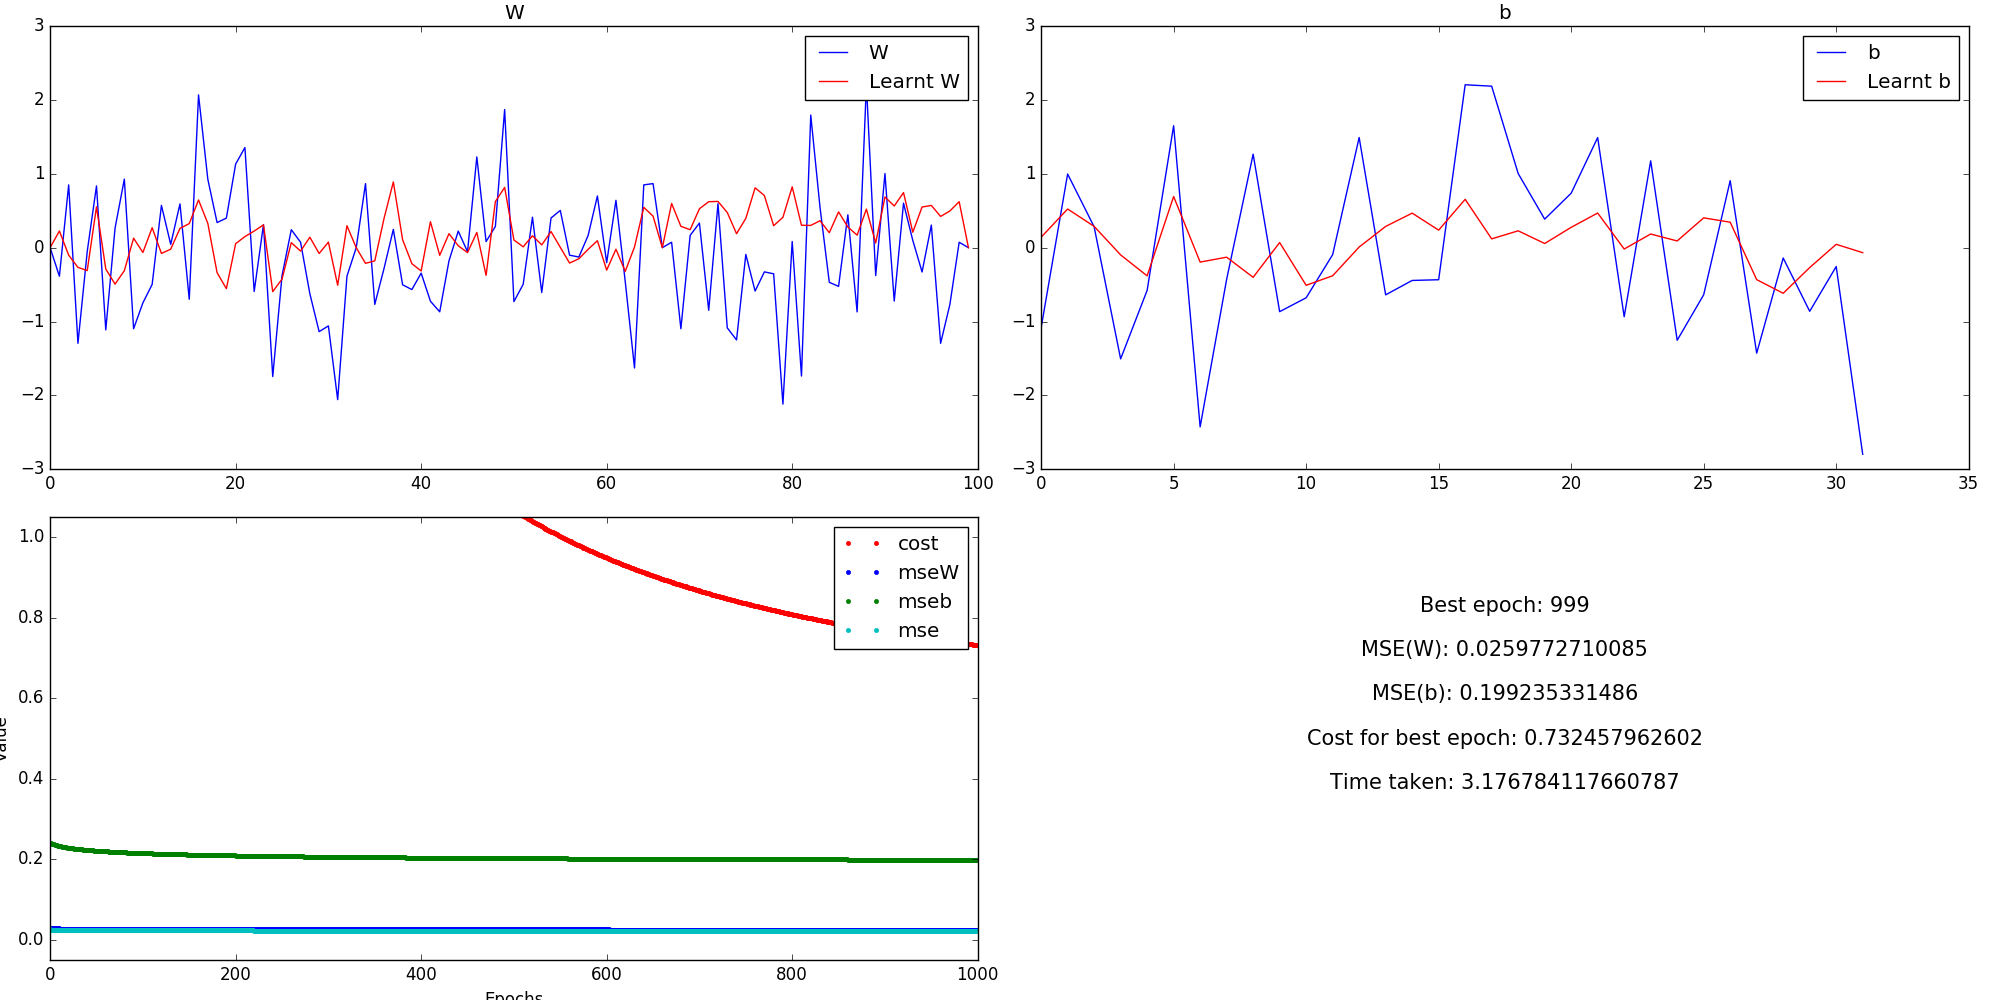 W
3
2
1
0
−1
−2
−3
0
20
40
60
80
100
W
Learnt W
b
3
2
1
0
−1
−2
−3
0
5
10
15
20
25
30
35
b
Learnt b
1.0
0.8
0.6
0.4
0.2
0.0
0
200
400
600
800
1000
Epochs
cost
mseW
mseb
mse
Best epoch: 999
MSE(W): 0.0259772710085
MSE(b): 0.199235331486
Cost for best epoch: 0.732457962602
Time taken: 3.176784117660787